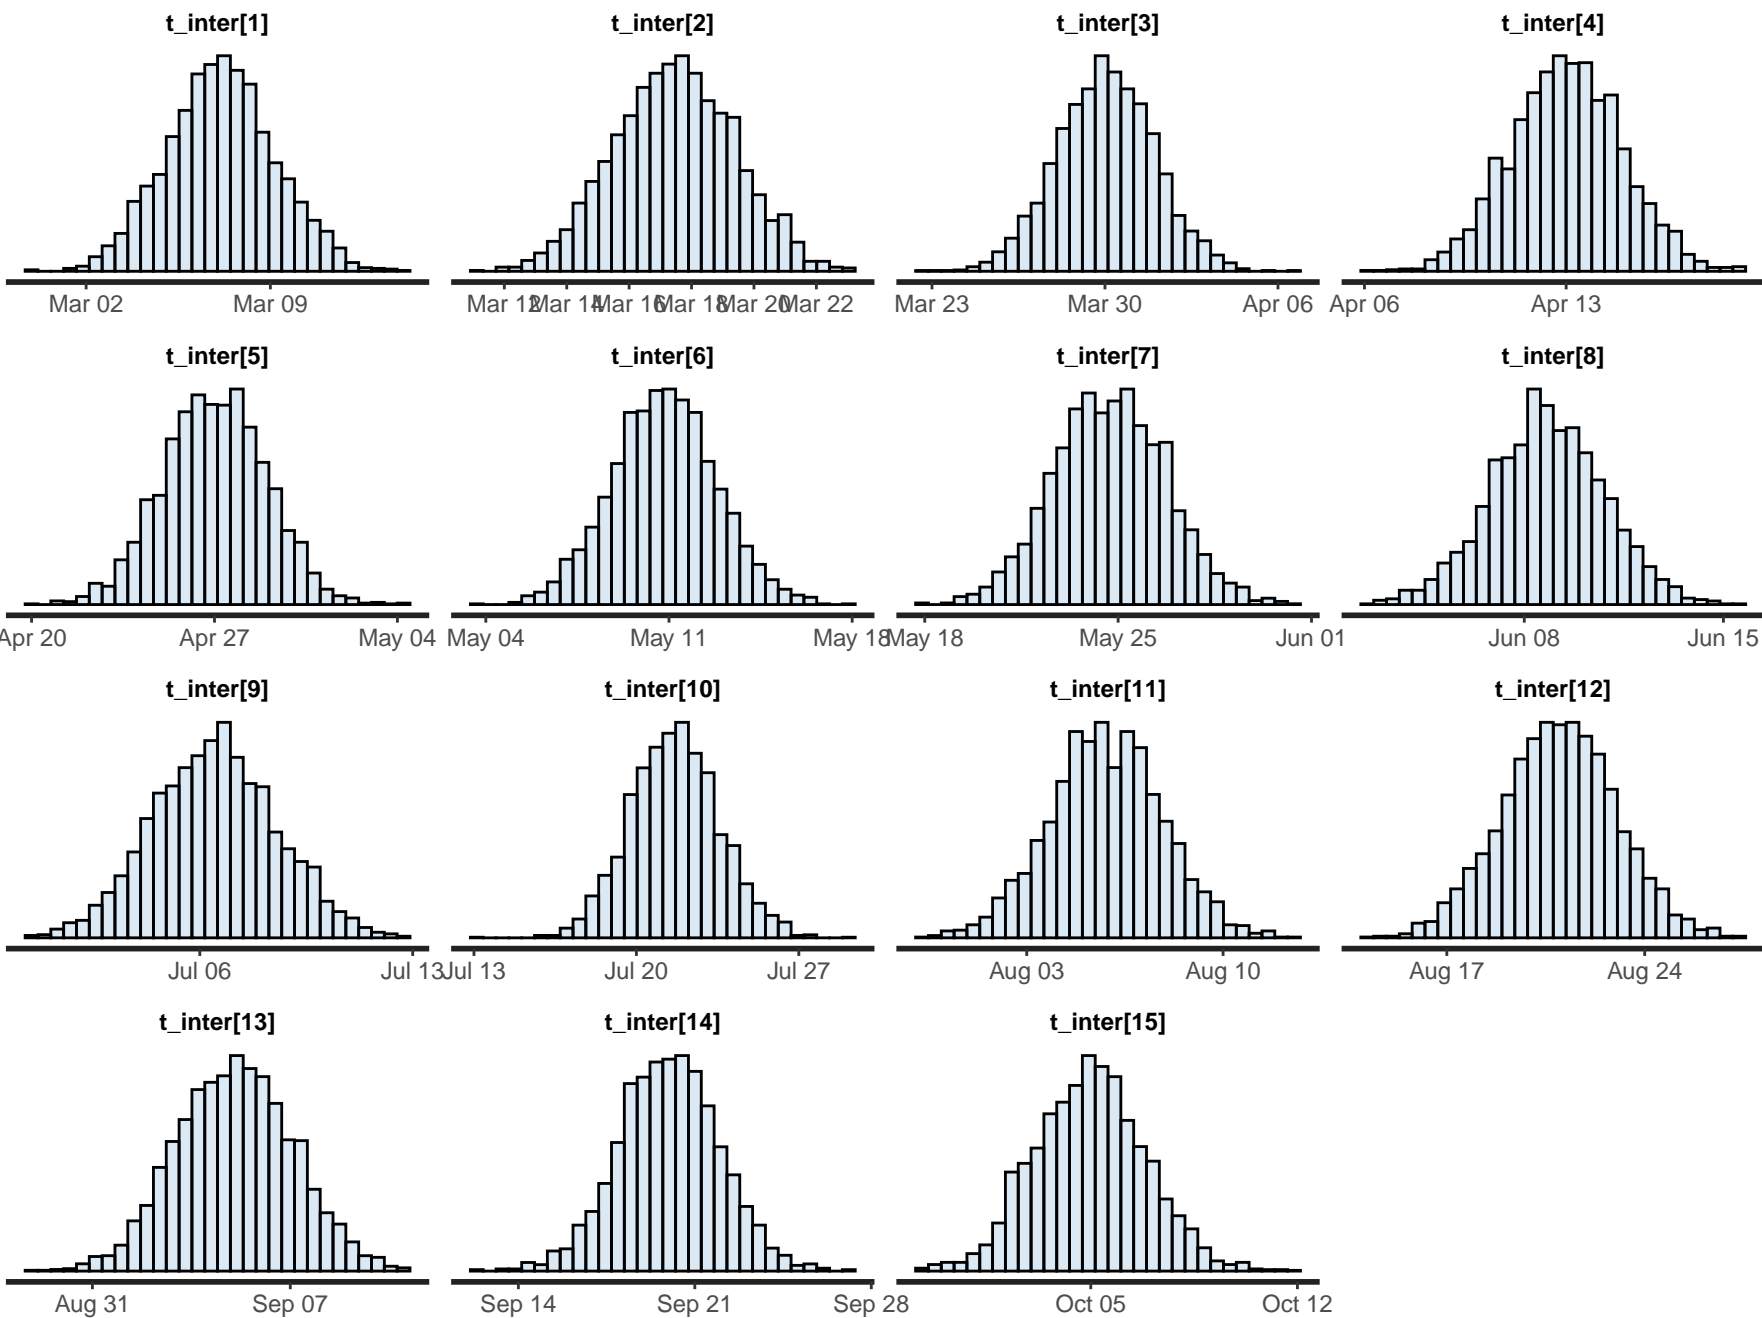 t_inter[1] t_inter[2] t_inter[3] t_inter[4]
Mar 02 Mar 09 Mar 12 Mar 14 Mar 16 Mar 18 Mar 20 Mar 22 Mar 23 Mar 30 Apr 06 Apr 06 Apr 13
t_inter[5] t_inter[6] t_inter[7] t_inter[8]
Apr 20 Apr 27 May 04 May 04 May 11 May 18 May 18 May 25 Jun 01 Jun 08 Jun 15
t_inter[9] t_inter[10] t_inter[11] t_inter[12]
Jul 06 Jul 13 Jul 13 Jul 20 Jul 27 Aug 03 Aug 10 Aug 17 Aug 24
t_inter[13] t_inter[14] t_inter[15]
Aug 31 Sep 07 Sep 14 Sep 21 Sep 28 Oct 05 Oct 12